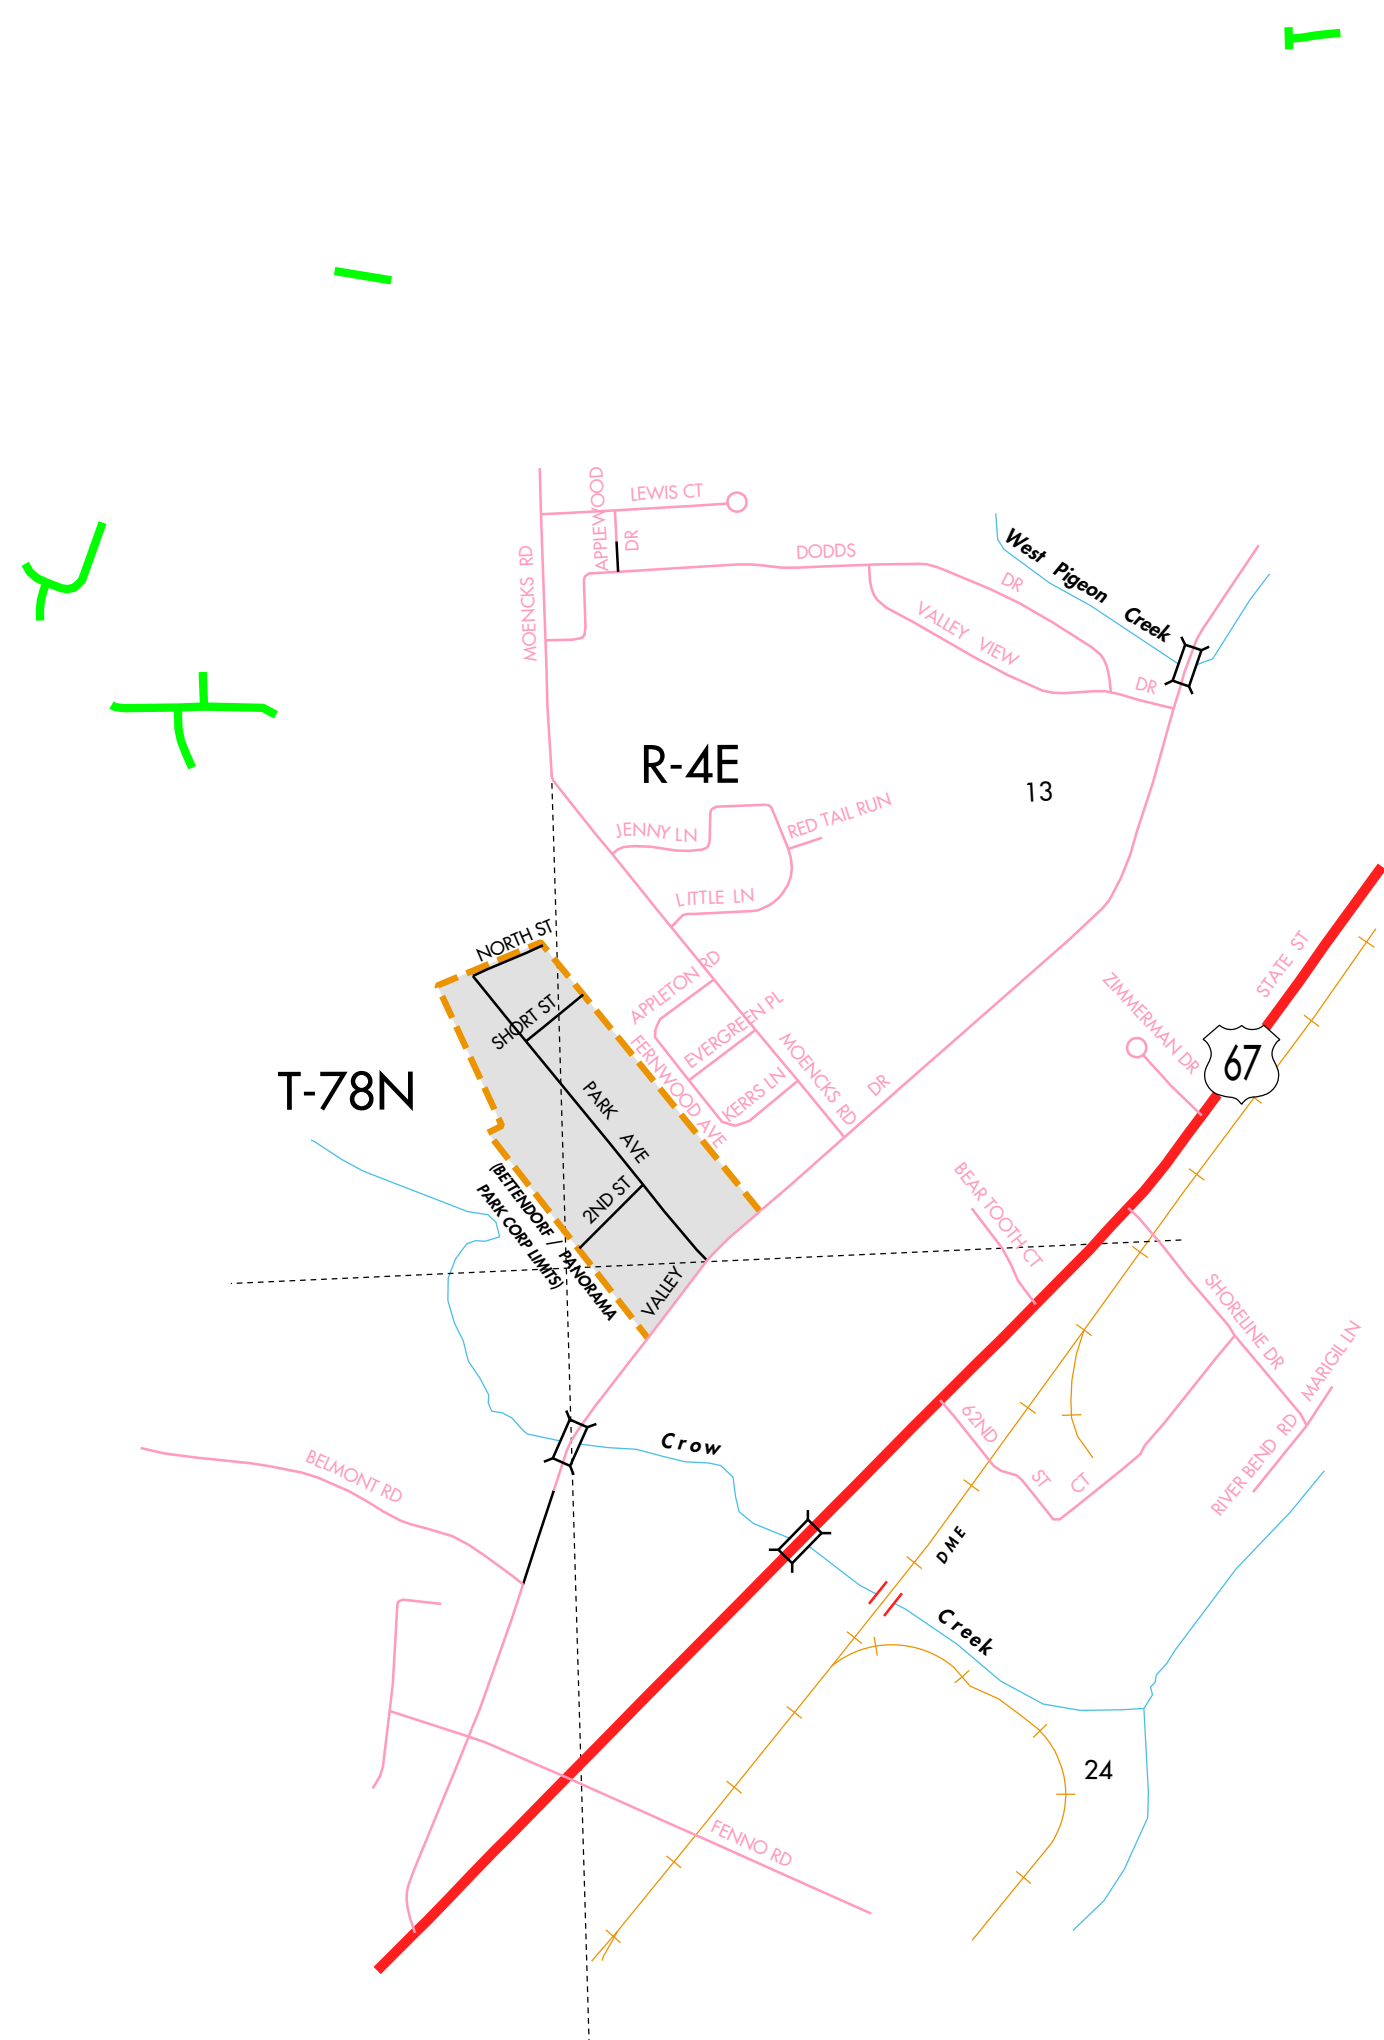 LEWIS CT
APPLEWOOD
DR
MOENCKS RD
DODDS
DR
West Pigeon Creek
VALLEY VIEW
DR
R-4E
13
JENNY LN
RED TAIL RUN
LITTLE LN
NORTH ST
STATE ST
APPLETON RD
ZIMMERMAN DR
SHORT ST
EVERGREEN PL
67
FERNWOOD AVE
MOENCKS RD
DR
T-78N
KERRS LN
PARK AVE
2ND ST
(BETTENDORF / PANORAMA
PARK CORP LIMITS)
BEAR TOOTH CT
VALLEY
SHORELINE DR
MARIGIL LN
62ND
ST
CT
RIVER BEND RD
Crow
BELMONT RD
DME
Creek
24
FENNO RD